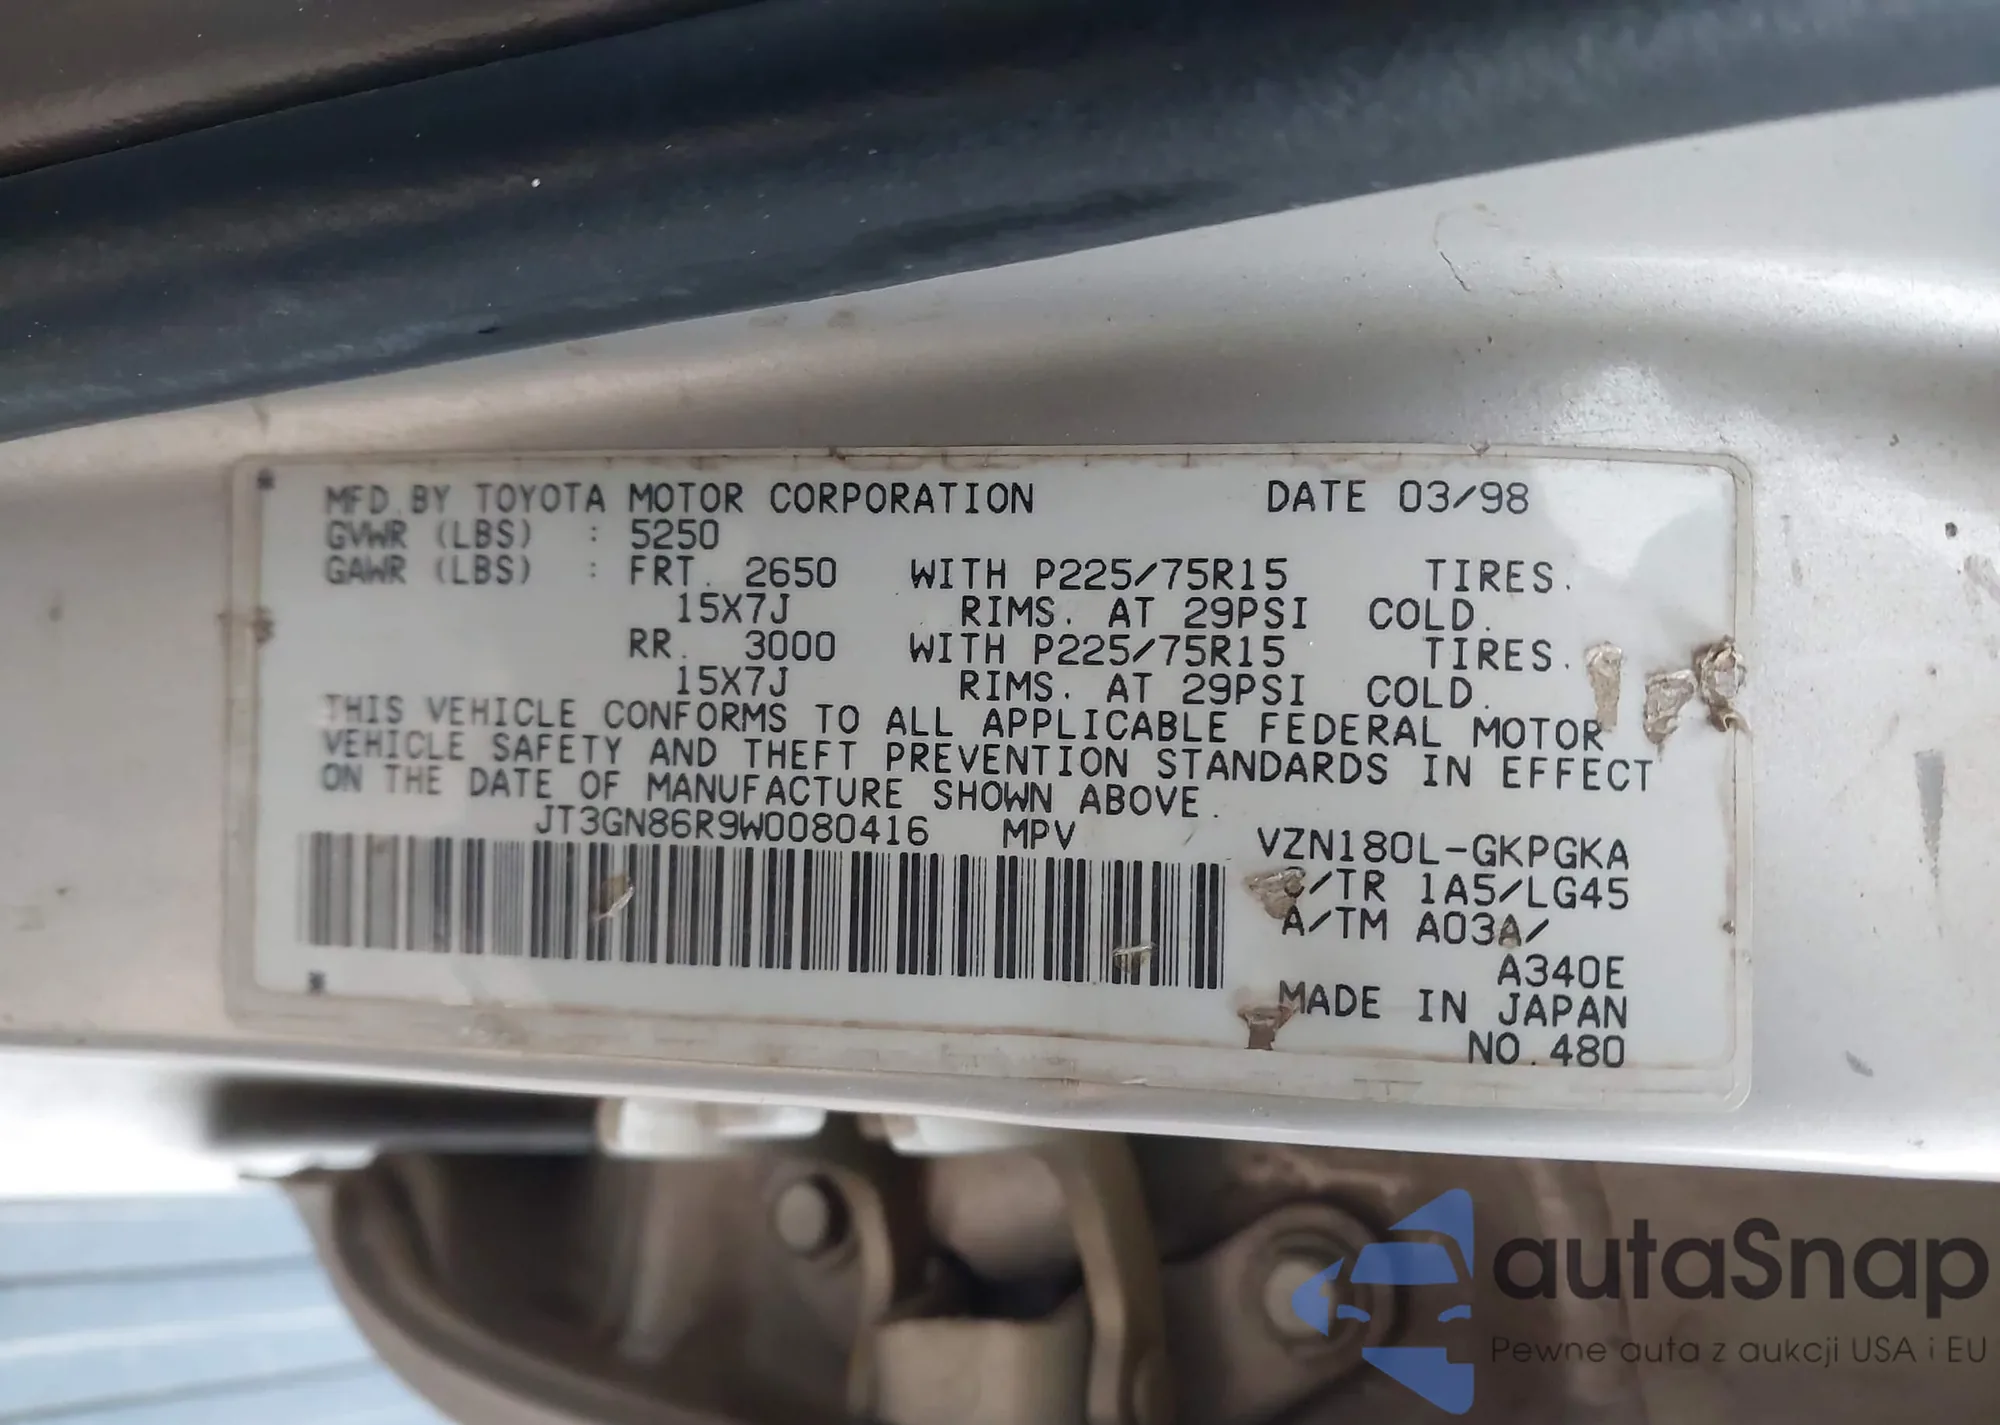 MFD.BY TOYOTA MOTOR CORPORATION DATE 03/98
GVWR (LBS) : 5250
GAWR (LBS) : FRT. 2650 WITH P225/75R15 TIRES.
15X7J RIMS. AT 29PSI COLD.
RR. 3000 WITH P225/75R15 TIRES.
15X7J RIMS. AT 29PSI COLD.
THIS VEHICLE CONFORMS TO ALL APPLICABLE FEDERAL MOTOR
VEHICLE SAFETY AND THEFT PREVENTION STANDARDS IN EFFECT
ON THE DATE OF MANUFACTURE SHOWN ABOVE.
JT3GN86R9W0080416 MPV VZN180L-GKPGKA
C/TR 1A5/LG45
A/TM A03A/
A340E
MADE IN JAPAN
NO.480
autaSnap
Pewne auta z aukcji USA i EU